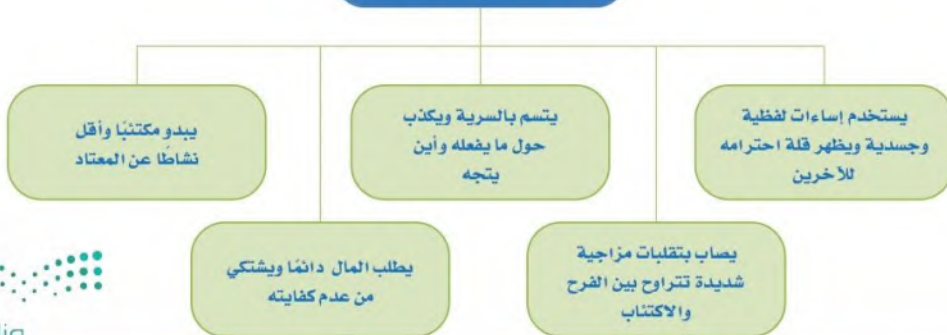 يستخدم إساءات لفظية
وجسدية ويظهر قلة احترامه
للآخرين
يتسم بالسرية ويكذب
حول ما يفعله وأين
يتجه
يبدو مكتئبًا وأقل
نشاطًا عن المعتاد
يصاب بتقلبات مزاجية
شديدة تتراوح بين الفرح
والاكتئاب
يطلب المال دائمًا ويشتكي
من عدم كفايته